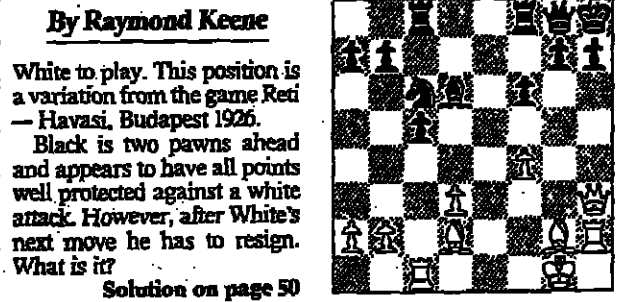 By Raymond Keene
White to play. This position is
a variation from the game Reti
— Havasi, Budapest 1926.
Black is two pawns ahead
and appears to have all points
well protected against a white
attack. However, after White's
next move he has to resign.
What is it?
Solution on page 50